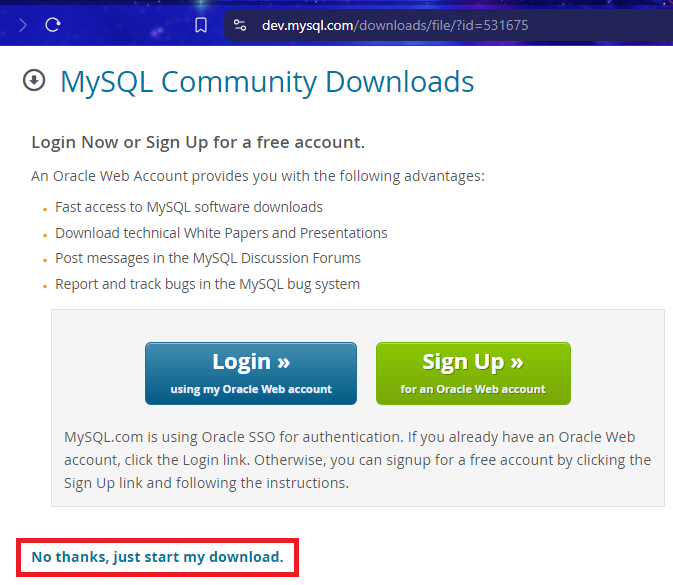 dev.mysql.com/downloads/file/?id=531675
MySQL Community Downloads
Login Now or Sign Up for a free account.
An Oracle Web Account provides you with the following advantages:
Fast access to MySQL software downloads
Download technical White Papers and Presentations
Post messages in the MySQL Discussion Forums
Report and track bugs in the MySQL bug system
Login »
using my Oracle Web account
Sign Up »
for an Oracle Web account
MySQL.com is using Oracle SSO for authentication. If you already have an Oracle Web
account, click the Login link. Otherwise, you can signup for a free account by clicking the
Sign Up link and following the instructions.
No thanks, just start my download.